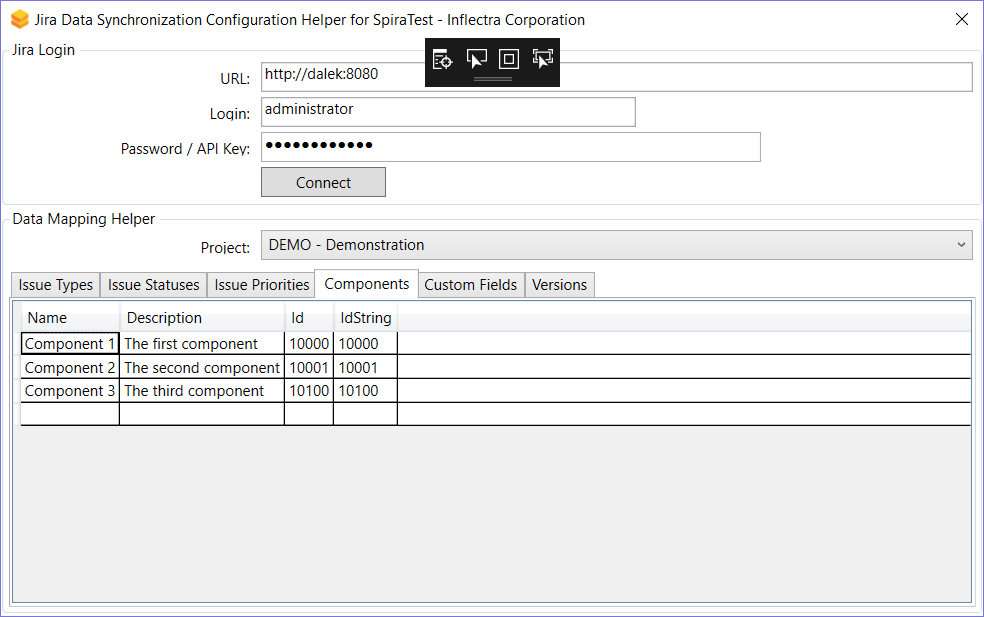 Jira Data Synchronization Configuration Helper for SpiraTest - Inflectra Corporation
Jira Login
URL: http://dalek:8080
Login: administrator
Password / API Key: ●●●●●●●●●●●●
Connect
Data Mapping Helper
Project: DEMO - Demonstration
Issue Types Issue Statuses Issue Priorities Components Custom Fields Versions
Name Description Id IdString
Component 1 The first component 10000 10000
Component 2 The second component 10001 10001
Component 3 The third component 10100 10100